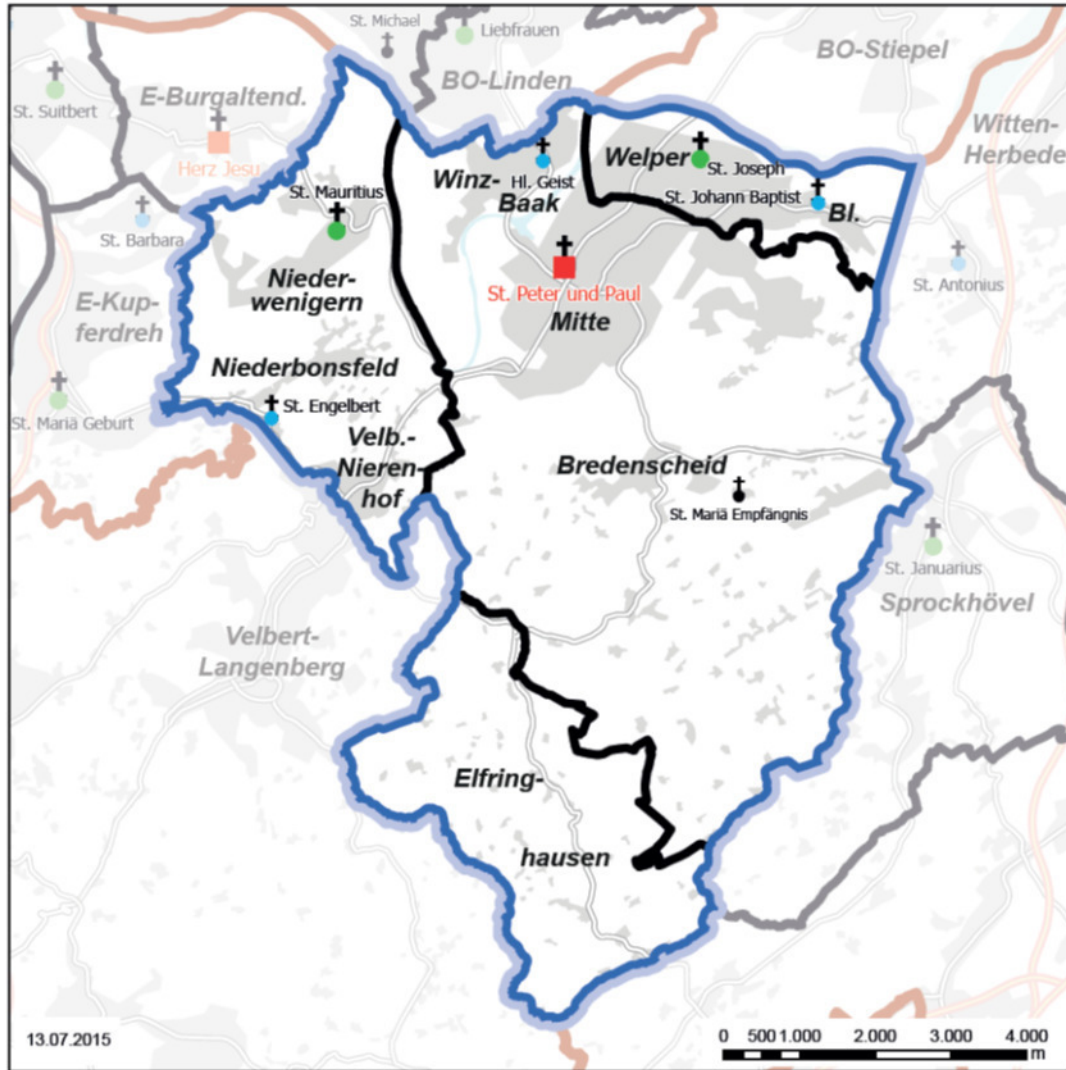 St. Michael
Liebfrauen
BO-Stiepel
BO-Linden
E-Burgaltend.
St. Suitbert
Herz Jesu
Witten-
Herbede
Welper
St. Joseph
Winz-
Baak
Hl. Geist
St. Mauritius
St. Johann Baptist
Bl.
St. Barbara
St. Antonius
Nieder-
wenigern
St. Peter und Paul
Mitte
E-Kup-
ferdreh
Niederbonsfeld
St. Engelbert
St. Mariä Geburt
Velb.-
Nieren-
hof
Bredenscheid
St. Mariä Empfängnis
St. Januarius
Sprockhövel
Velbert-
Langenberg
Elfring-
hausen
13.07.2015
0 500 1.000 2.000 3.000 4.000
m